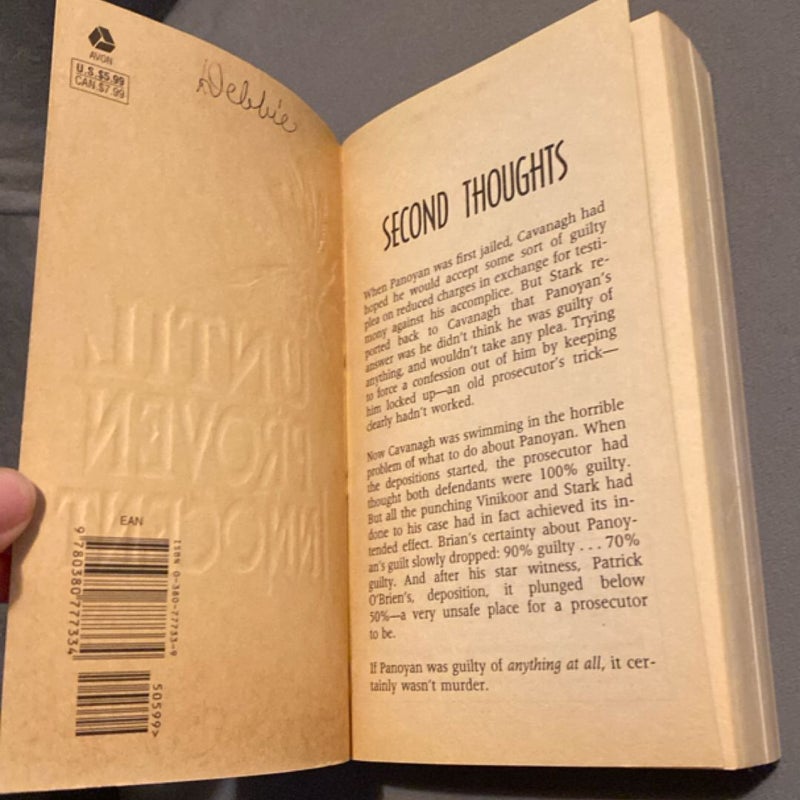 AVON
U.S. $5.99
CAN. $7.99
Debbie
UNTIL
PROVEN
INNOCENT
EAN
9 780380 777334
ISBN 0-380-77733-9
50599>
SECOND THOUGHTS
When Panoyan was first jailed, Cavanagh had
hoped he would accept some sort of guilty
plea on reduced charges in exchange for testi-
mony against his accomplice. But Stark re-
ported back to Cavanagh that Panoyan's
answer was he didn't think he was guilty of
anything, and wouldn't take any plea. Trying
to force a confession out of him by keeping
him locked up—an old prosecutor's trick—
clearly hadn't worked.
Now Cavanagh was swimming in the horrible
problem of what to do about Panoyan. When
the depositions started, the prosecutor had
thought both defendants were 100% guilty.
But all the punching Vinikoor and Stark had
done to his case had in fact achieved its in-
tended effect. Brian's certainty about Panoy-
an's guilt slowly dropped: 90% guilty . . . 70%
guilty. And after his star witness, Patrick
O'Brien's, deposition, it plunged below
50%—a very unsafe place for a prosecutor
to be.
If Panoyan was guilty of anything at all, it cer-
tainly wasn't murder.